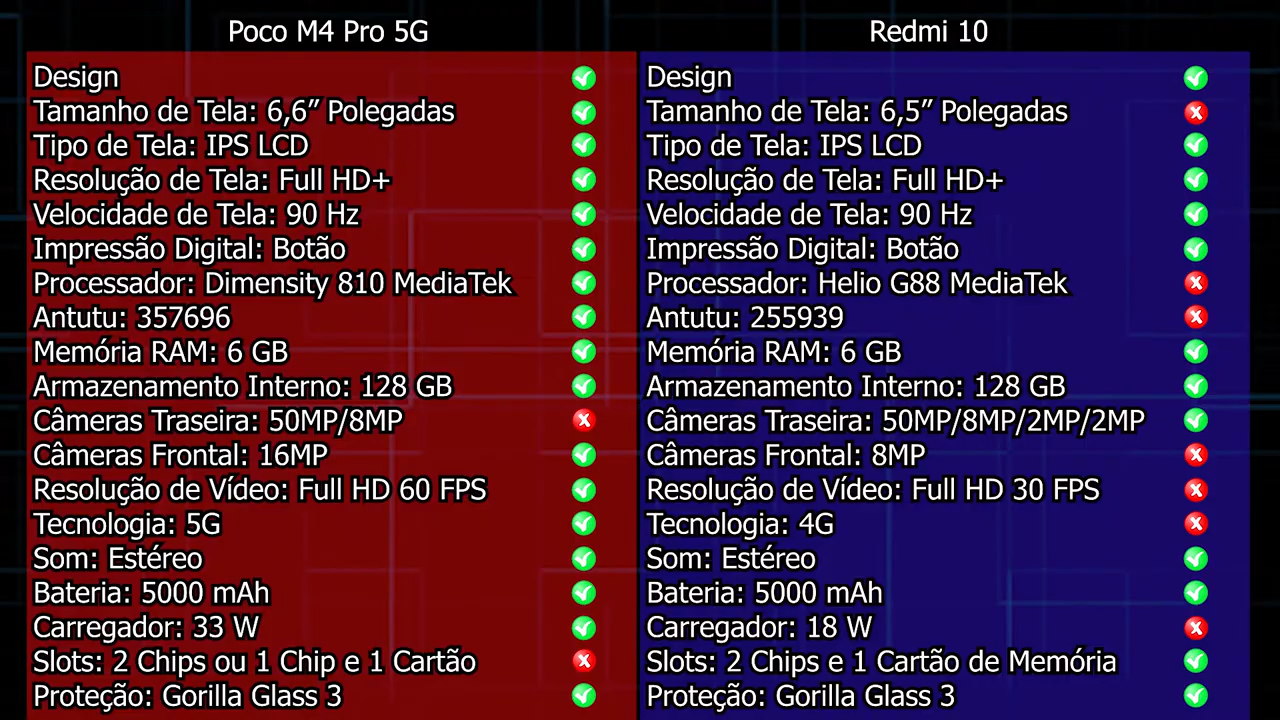 Poco M4 Pro 5G
Design
Tamanho de Tela: 6,6” Polegadas
Tipo de Tela: IPS LCD
Resolução de Tela: Full HD+
Velocidade de Tela: 90 Hz
Impressão Digital: Botão
Processador: Dimensity 810 MediaTek
Antutu: 357696
Memória RAM: 6 GB
Armazenamento Interno: 128 GB
Câmeras Traseira: 50MP/8MP
Câmeras Frontal: 16MP
Resolução de Vídeo: Full HD 60 FPS
Tecnologia: 5G
Som: Estéreo
Bateria: 5000 mAh
Carregador: 33 W
Slots: 2 Chips ou 1 Chip e 1 Cartão
Proteção: Gorilla Glass 3
Redmi 10
Design
Tamanho de Tela: 6,5” Polegadas
Tipo de Tela: IPS LCD
Resolução de Tela: Full HD+
Velocidade de Tela: 90 Hz
Impressão Digital: Botão
Processador: Helio G88 MediaTek
Antutu: 255939
Memória RAM: 6 GB
Armazenamento Interno: 128 GB
Câmeras Traseira: 50MP/8MP/2MP/2MP
Câmeras Frontal: 8MP
Resolução de Vídeo: Full HD 30 FPS
Tecnologia: 4G
Som: Estéreo
Bateria: 5000 mAh
Carregador: 18 W
Slots: 2 Chips e 1 Cartão de Memória
Proteção: Gorilla Glass 3